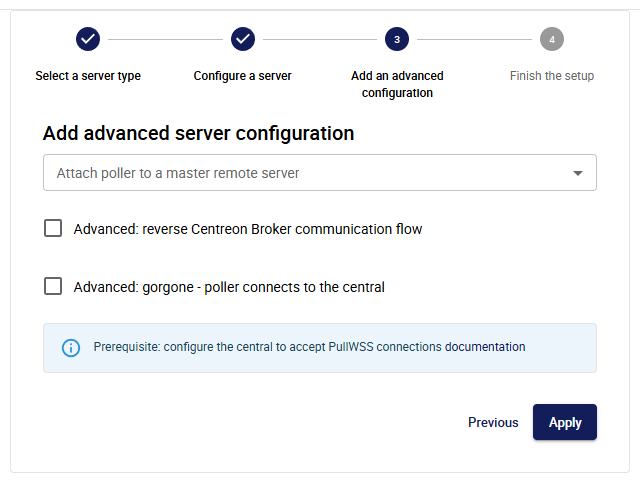 3
4
Select a server type
Configure a server
Add an advanced
configuration
Finish the setup
Add advanced server configuration
Attach poller to a master remote server
Advanced: reverse Centreon Broker communication flow
Advanced: gorgone - poller connects to the central
Prerequisite: configure the central to accept PullWSS connections documentation
Previous
Apply